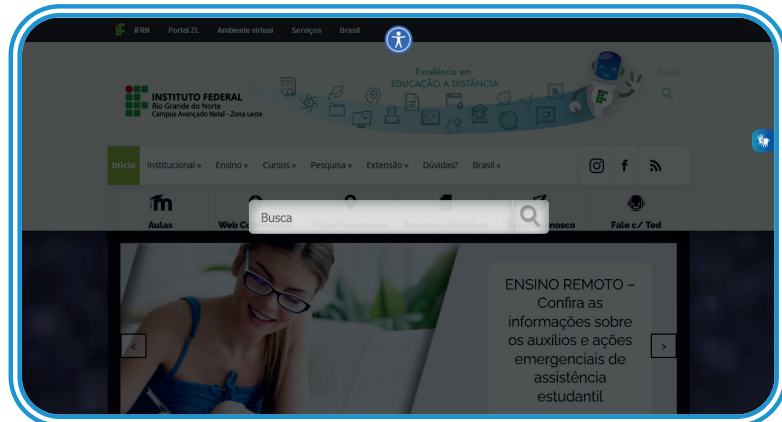 IFRN Portal ZL Ambiente virtual Serviços Brasil
Excelência em
EDUCAÇÃO A DISTÂNCIA
Busca
INSTITUTO FEDERAL
Rio Grande do Norte
Campus Avançado Natal - Zona Leste
Início Institucional » Ensino » Cursos » Pesquisa » Extensão » Dúvidas? Brasil »
Aulas
Fale c/ Ted
Busca
ENSINO REMOTO –
Confira as
informações sobre
os auxílios e ações
emergenciais de
assistência
estudantil